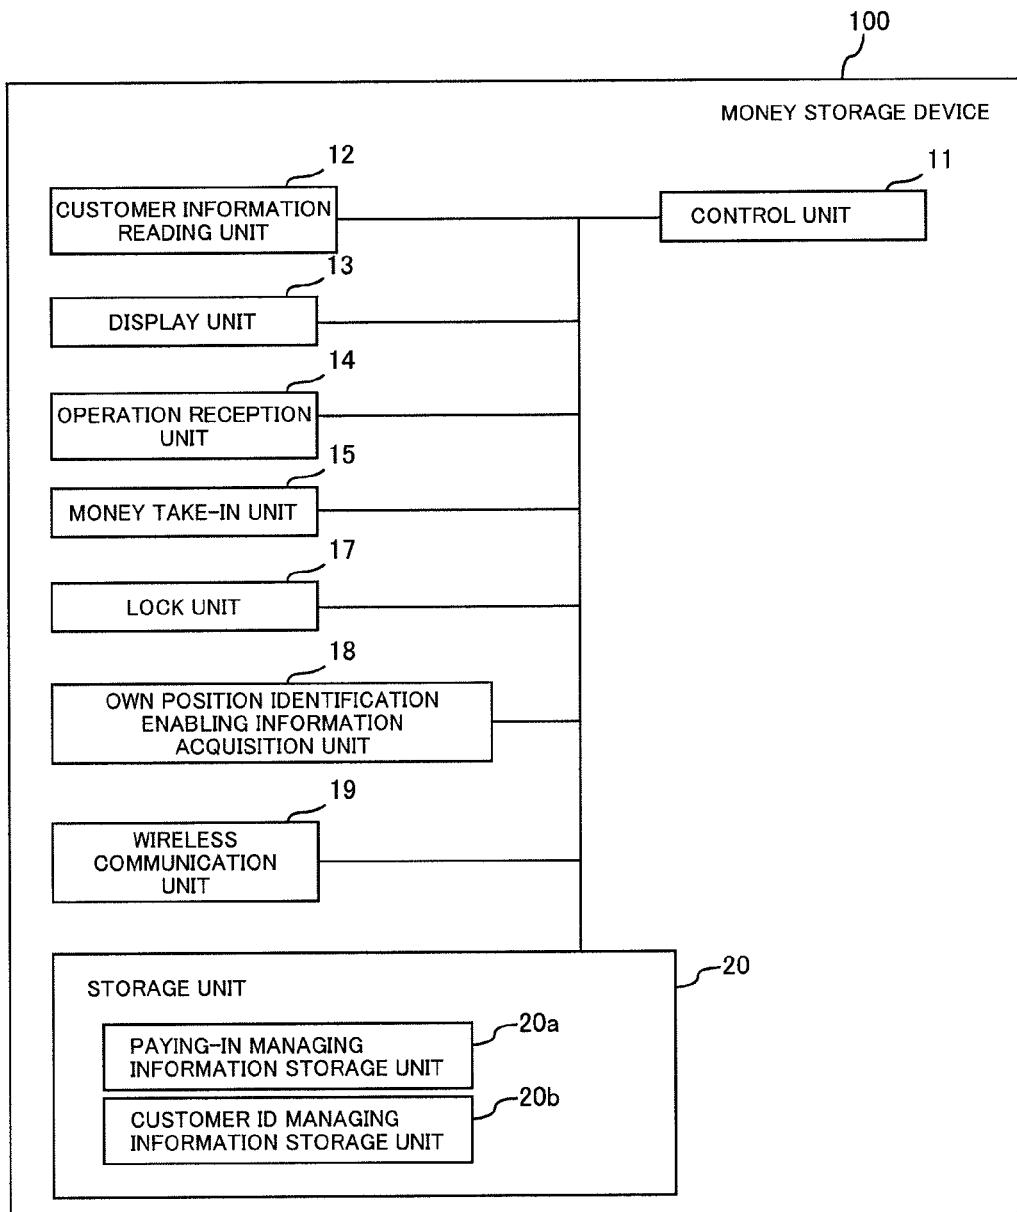 100
MONEY STORAGE DEVICE
12
CUSTOMER INFORMATION
READING UNIT
11
CONTROL UNIT
13
DISPLAY UNIT
14
OPERATION RECEPTION
UNIT
15
MONEY TAKE-IN UNIT
17
LOCK UNIT
18
OWN POSITION IDENTIFICATION
ENABLING INFORMATION
ACQUISITION UNIT
19
WIRELESS
COMMUNICATION
UNIT
20
STORAGE UNIT
20a
PAYING-IN MANAGING
INFORMATION STORAGE UNIT
20b
CUSTOMER ID MANAGING
INFORMATION STORAGE UNIT